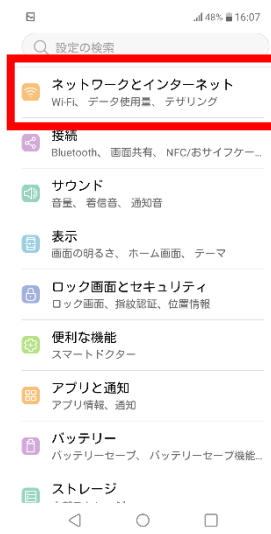 48% 16:07
設定の検索
ネットワークとインターネット
Wi-Fi、 データ使用量、 テザリング
接続
Bluetooth、 画面共有、 NFC/おサイフケー...
サウンド
音量、 着信音、 通知音
表示
画面の明るさ、 ホーム画面、 テーマ
ロック画面とセキュリティ
ロック画面、指紋認証、位置情報
便利な機能
スマートドクター
アプリと通知
アプリ情報、通知
バッテリー
バッテリーセーブ、 バッテリーセーブ機能...
ストレージ